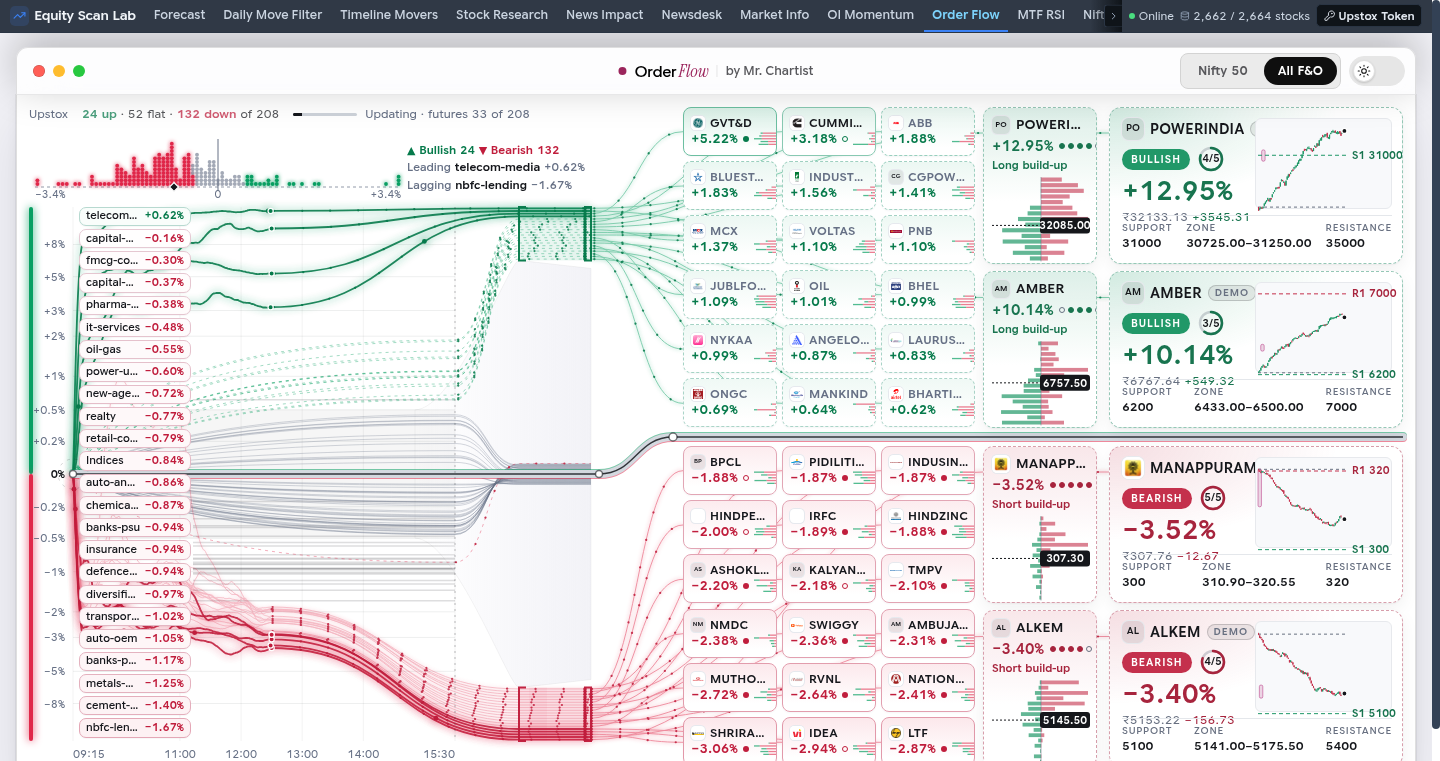 Equity Scan Lab Forecast Daily Move Filter Timeline Movers Stock Research News Impact Newsdesk Market Info OI Momentum Order Flow MTF RSI Nift Online 2,662 / 2,664 stocks Upstox Token
Order Flow by Mr. Chartist Nifty 50 All F&O
Upstox 24 up · 52 flat · 132 down of 208 Updating · futures 33 of 208
▲ Bullish 24 ▼ Bearish 132
Leading telecom-media +0.62%
Lagging nbfc-lending −1.67%
−3.4% 0 +3.4%
+8%
+5%
+3%
+2%
+1%
+0.5%
+0.2%
0%
−0.2%
−0.5%
−1%
−2%
−3%
−5%
−8%
telecom... +0.62%
capital-... −0.16%
fmcg-co... −0.30%
capital-... −0.37%
pharma-... −0.38%
it-services −0.48%
oil-gas −0.55%
power-u... −0.60%
new-age... −0.72%
realty −0.77%
retail-co... −0.79%
Indices −0.84%
auto-an... −0.86%
chemica... −0.87%
banks-psu −0.94%
insurance −0.94%
defence... −0.94%
diversifi... −0.97%
transpor... −1.02%
auto-oem −1.05%
banks-p... −1.17%
metals-... −1.25%
cement-... −1.40%
nbfc-len... −1.67%
09:15 11:00 12:00 13:00 14:00 15:30
GVT&D CUMMI... ABB
+5.22% +3.18% +1.88%
BLUEST... INDUST... CG CGPOW...
+1.83% +1.56% +1.41%
MCX VOLTAS PNB
+1.37% +1.10% +1.10%
JUBLFO... OIL BHEL
+1.09% +1.01% +0.99%
NYKAA ANGELO... LAURUS...
+0.99% +0.87% +0.83%
ONGC MANKIND BHARTI...
+0.69% +0.64% +0.62%
BP BPCL PIDILITI... INDUSIN...
−1.88% −1.87% −1.87%
HINDPE... IRFC HINDZINC
−2.00% −1.89% −1.88%
AS ASHOKL... KA KALYAN... TMPV
−2.20% −2.18% −2.10%
NM NMDC SWIGGY AM AMBUJA...
−2.38% −2.36% −2.31%
MUTHO... RVNL NATION...
−2.72% −2.64% −2.41%
SHRIRA... IDEA LTF
−3.06% −2.94% −2.87%
PO POWERI...
+12.95%
Long build-up
32085.00
AM AMBER
+10.14%
Long build-up
6757.50
MANAPP...
−3.52%
Short build-up
307.30
AL ALKEM
−3.40%
Short build-up
5145.50
PO POWERINDIA
BULLISH 4/5
+12.95%
₹32133.13 +3545.31
S1 31000
SUPPORT ZONE RESISTANCE
31000 30725.00–31250.00 35000
AM AMBER DEMO
R1 7000
BULLISH 3/5
+10.14%
₹6767.64 +549.32
S1 6200
SUPPORT ZONE RESISTANCE
6200 6433.00–6500.00 7000
MANAPPURAM
R1 320
BEARISH 5/5
−3.52%
₹307.76 −12.67
S1 300
SUPPORT ZONE RESISTANCE
300 310.90–320.55 320
AL ALKEM DEMO
BEARISH 4/5
−3.40%
₹5153.22 −156.73
S1 5100
SUPPORT ZONE RESISTANCE
5100 5141.00–5175.50 5400